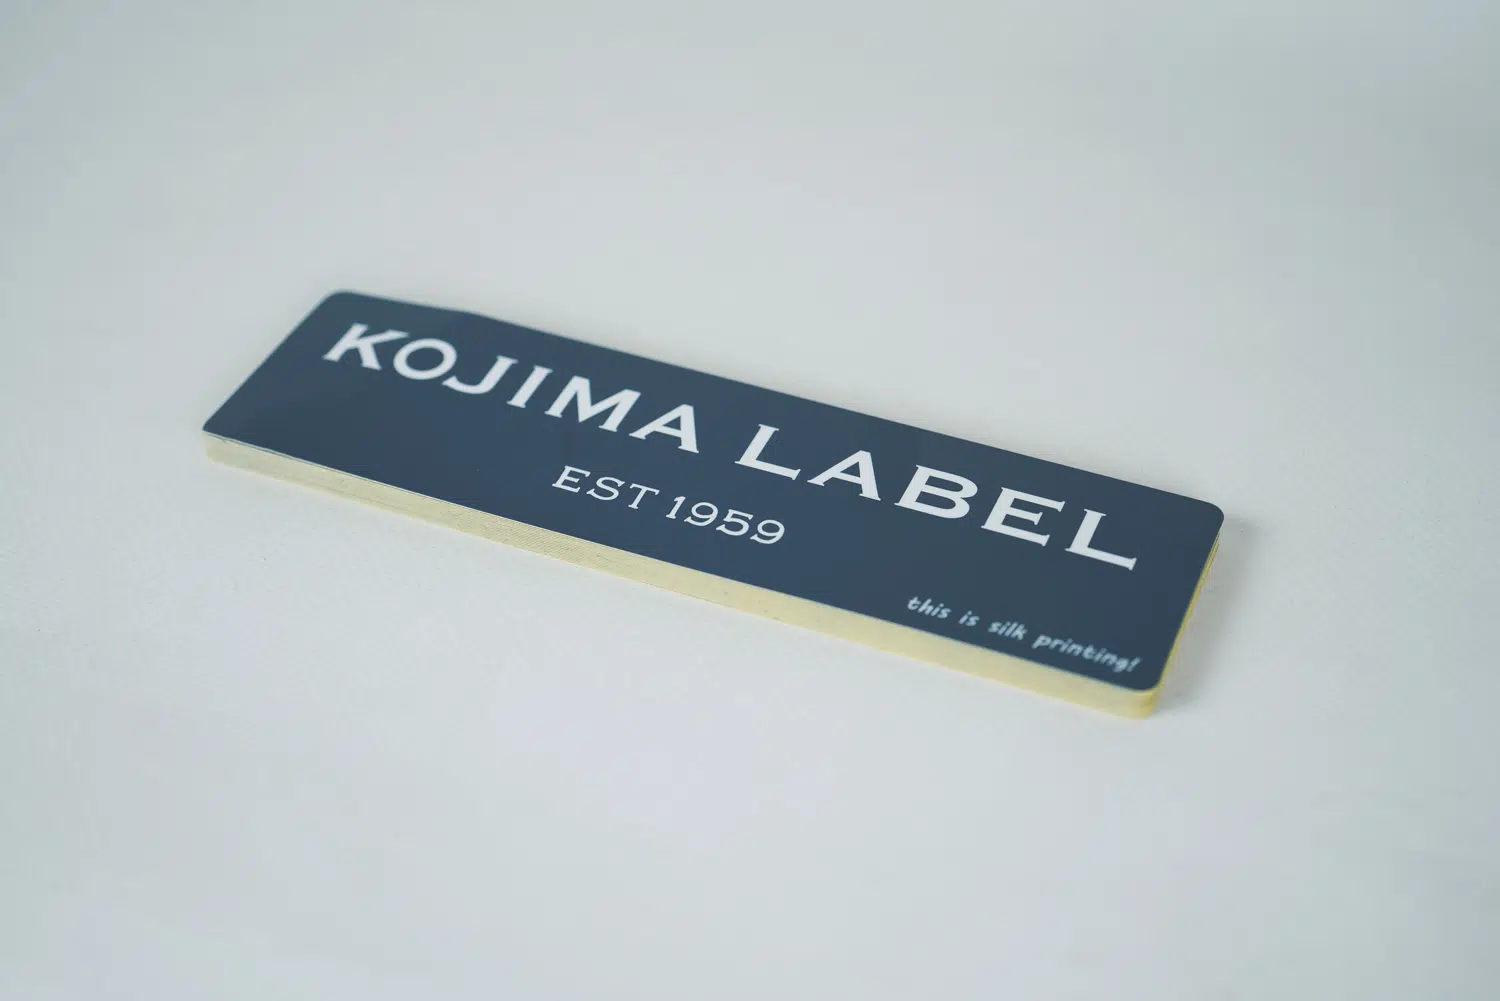 KOJIMA LABEL
EST 1959
this is silk printing!